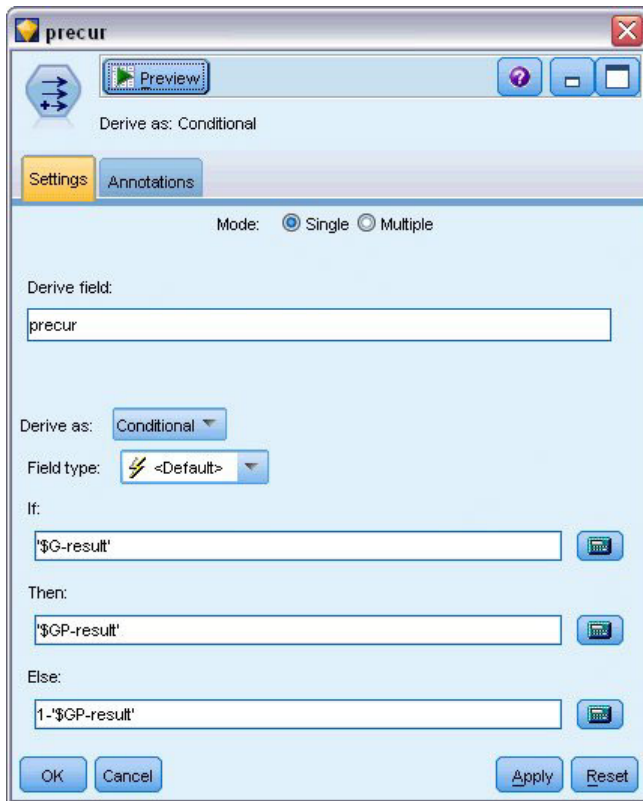 precur
Preview
Derive as: Conditional
Settings Annotations
Mode: Single Multiple
Derive field:
precur
Derive as: Conditional
Field type: <Default>
If:
'$G-result'
Then:
'$GP-result'
Else:
1-'$GP-result'
OK Cancel Apply Reset